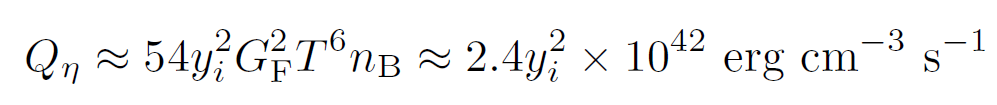 Q_η ≈ 54y_i^2 G_F^2 T^6 n_B ≈ 2.4y_i^2 × 10^42 erg cm^−3 s^−1